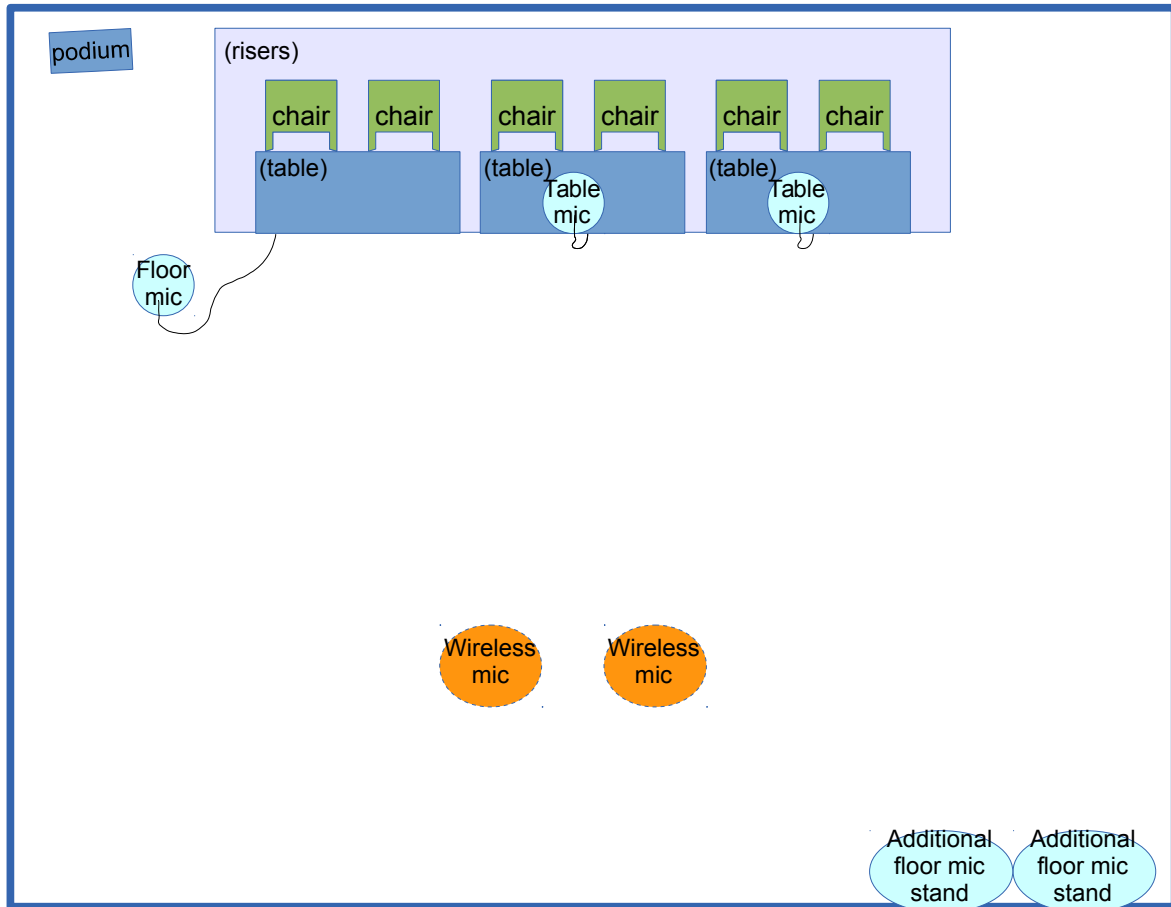 podium
(risers)
chair
chair
chair
chair
chair
chair
(table)
(table)
(table)
Table
mic
Table
mic
Floor
mic
Wireless
mic
Wireless
mic
Additional
floor mic
stand
Additional
floor mic
stand